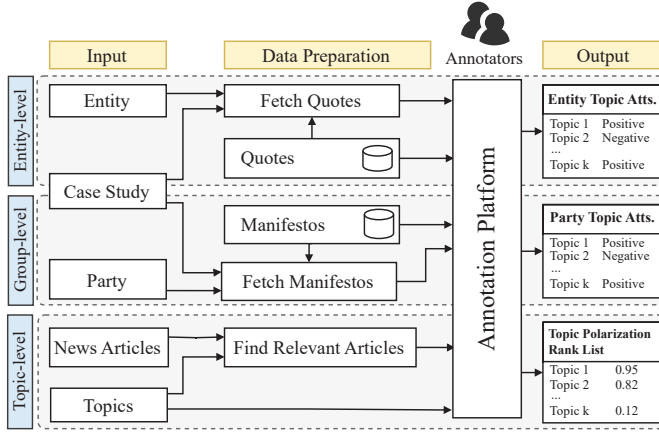 Input
Data Preparation
Annotators
Output
Entity-level
Entity
Fetch Quotes
Quotes
Case Study
Group-level
Manifestos
Party
Fetch Manifestos
Topic-level
News Articles
Find Relevant Articles
Topics
Annotation Platform
Entity Topic Atts.
Topic 1 Positive
Topic 2 Negative
...
Topic k Positive
Party Topic Atts.
Topic 1 Positive
Topic 2 Negative
...
Topic k Positive
Topic Polarization
Rank List
Topic 1 0.95
Topic 2 0.82
...
Topic k 0.12